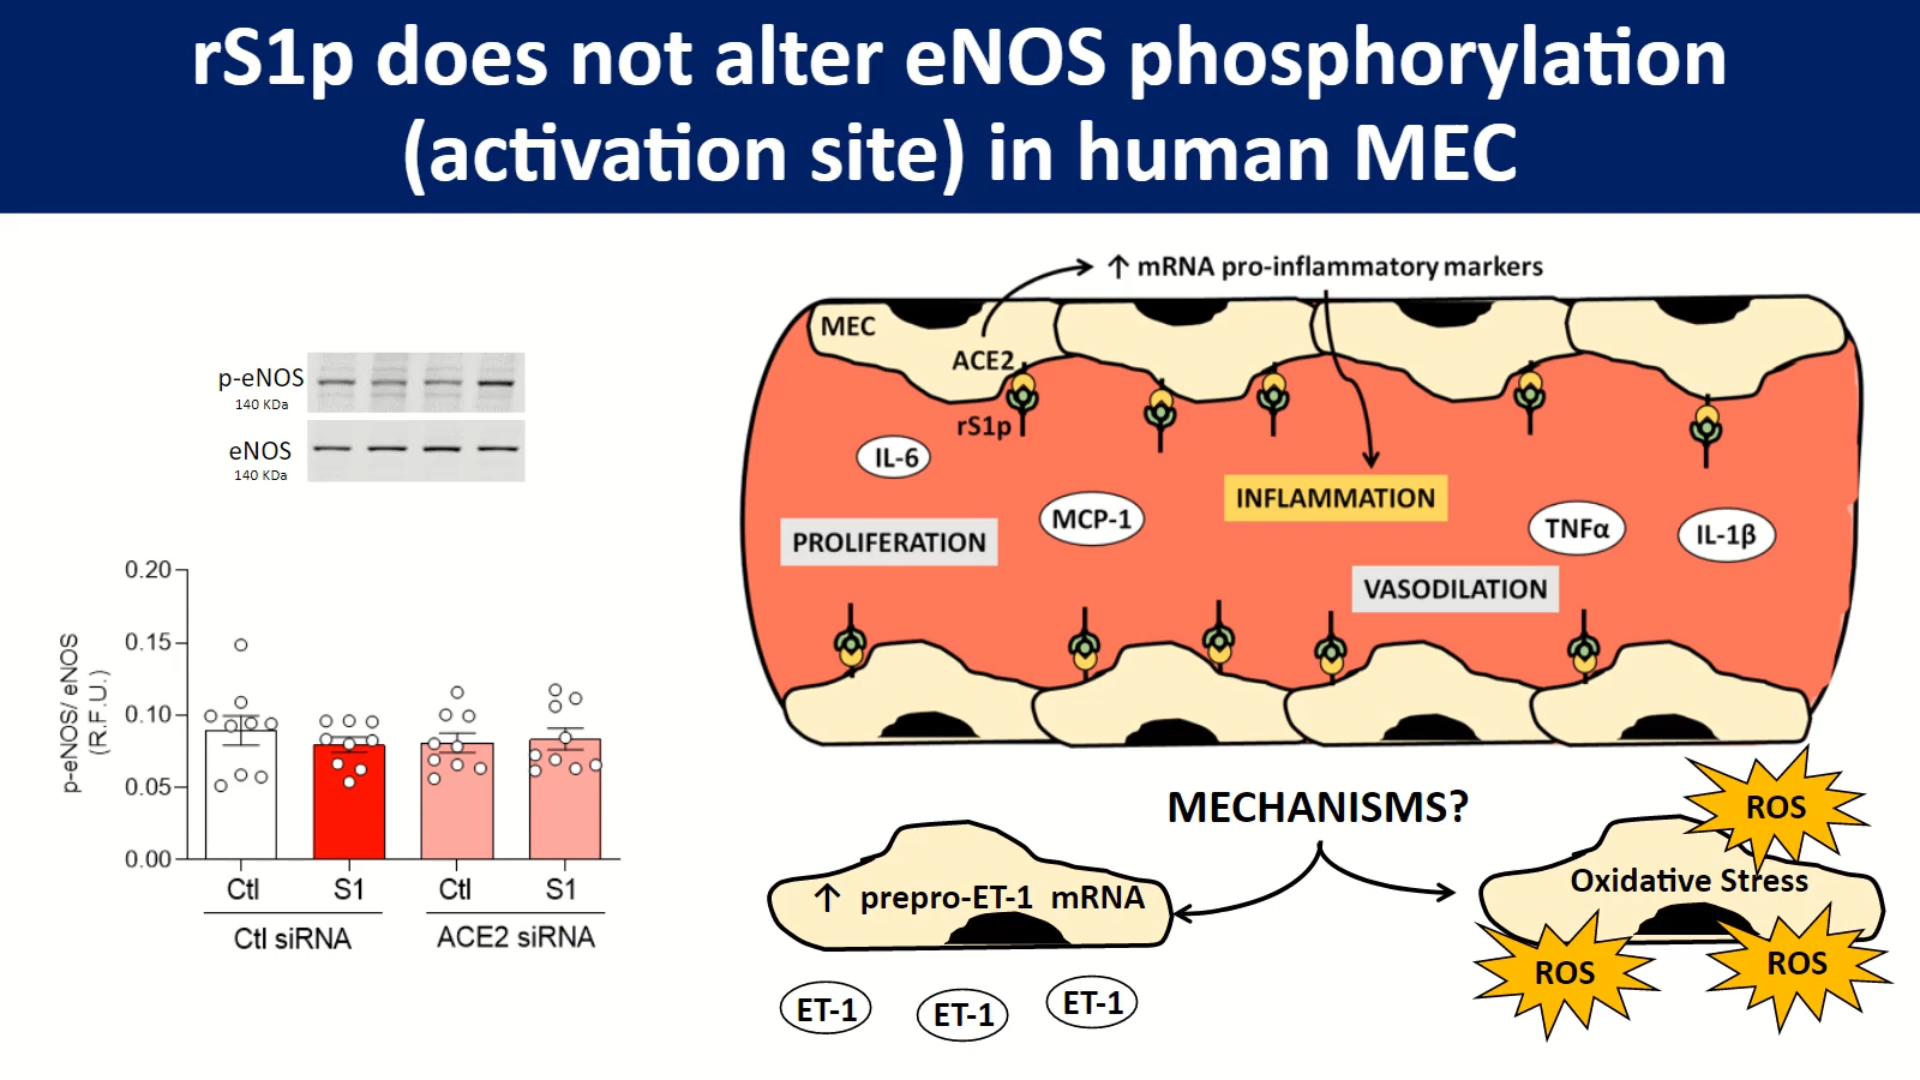 rS1p does not alter eNOS phosphorylation
(activation site) in human MEC
p-eNOS
140 KDa
eNOS
140 KDa
p-eNOS/ eNOS
(R.F.U.)
0.20
0.15
0.10
0.05
0.00
Ctl
S1
Ctl
S1
Ctl siRNA
ACE2 siRNA
↑ mRNA pro-inflammatory markers
MEC
ACE2
rS1p
IL-6
MCP-1
INFLAMMATION
PROLIFERATION
TNFα
IL-1β
VASODILATION
MECHANISMS?
↑ prepro-ET-1 mRNA
ET-1
ET-1
ET-1
ROS
Oxidative Stress
ROS
ROS